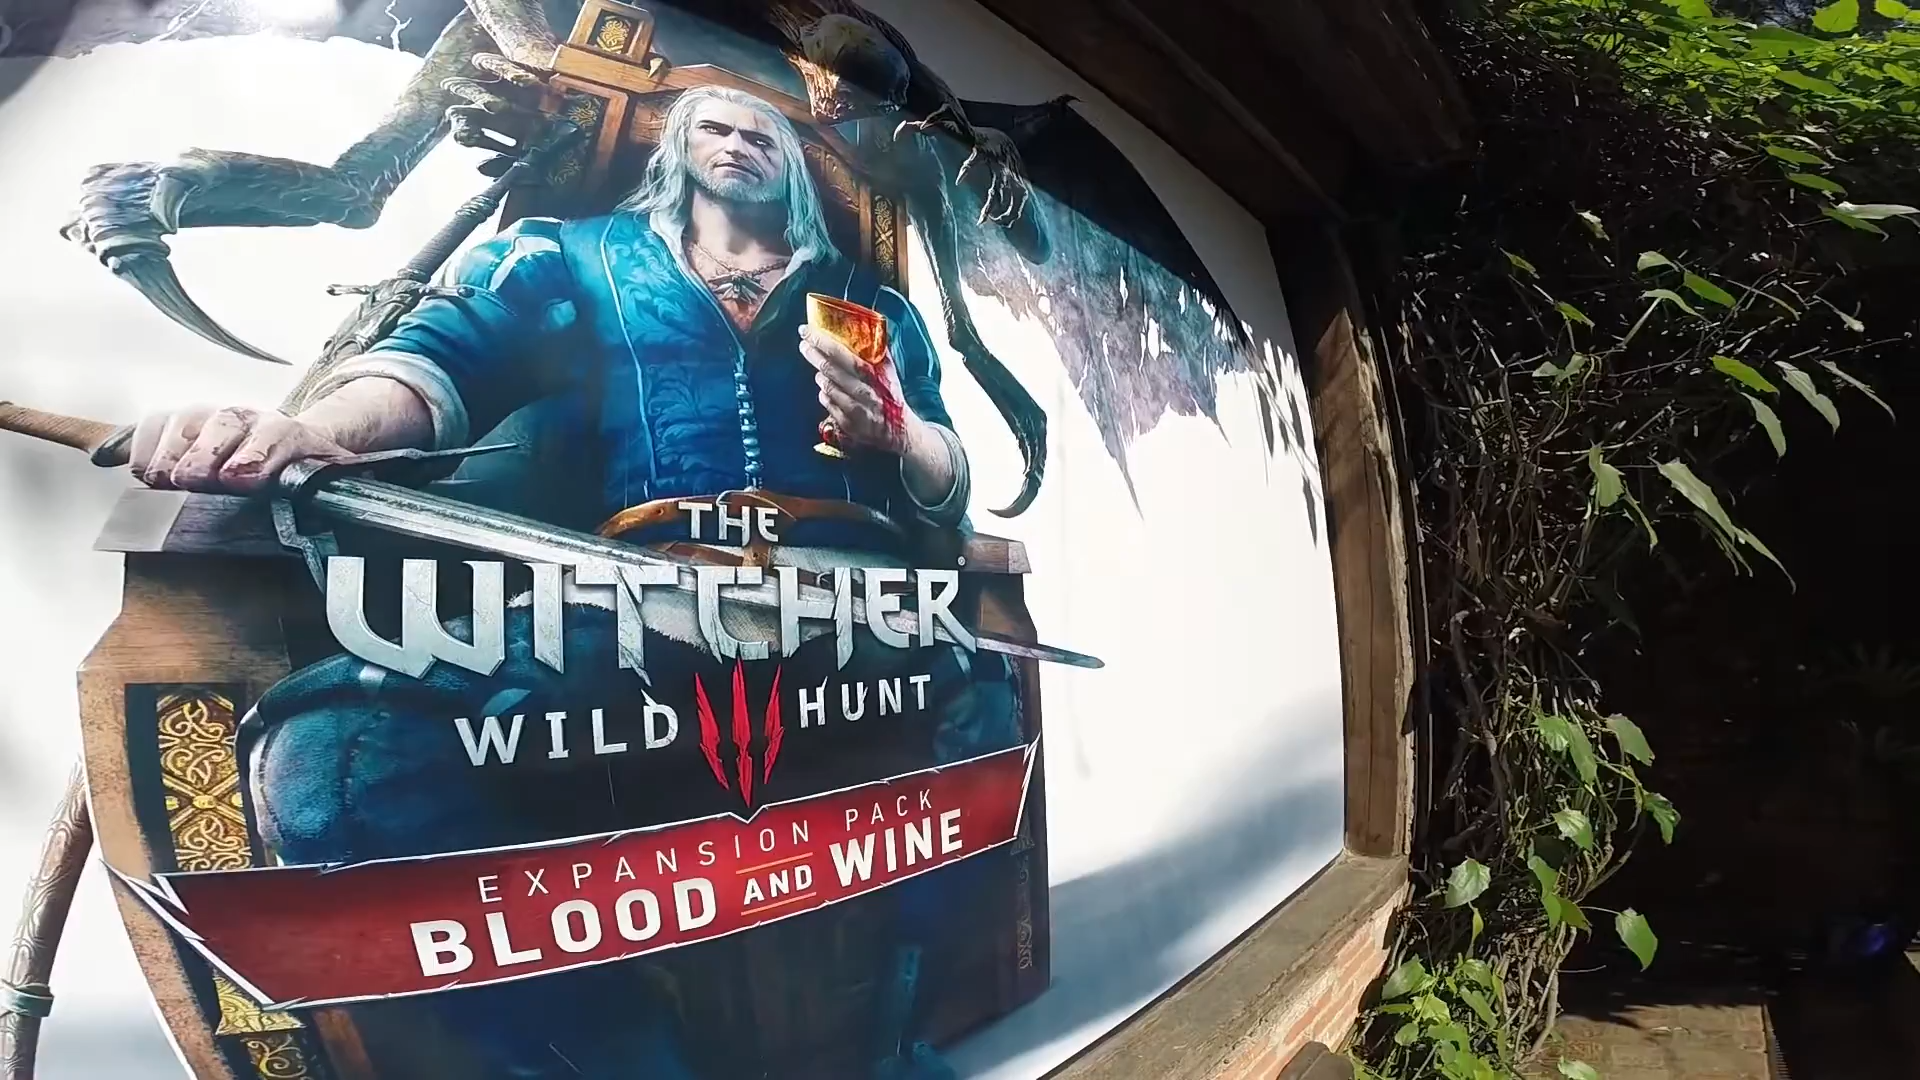 THE
WITCHER®
WILD HUNT
EXPANSION PACK
BLOOD AND WINE